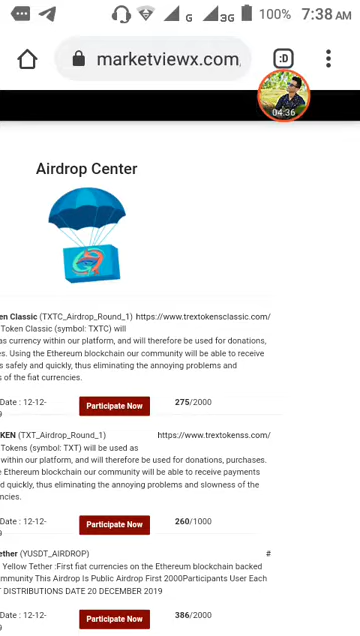 G 3G 100% 7:38 AM
marketviewx.com, :D
04:36
Airdrop Center
en Classic (TXTC_Airdrop_Round_1) https://www.trextokensclassic.com/
Token Classic (symbol: TXTC) will
as currency within our platform, and will therefore be used for donations,
es. Using the Ethereum blockchain our community will be able to receive
s safely and quickly, thus eliminating the annoying problems and
s of the fiat currencies.
Date : 12-12-
9
Participate Now
275/2000
KEN (TXT_Airdrop_Round_1) https://www.trextokenss.com/
Tokens (symbol: TXT) will be used as
within our platform, and will therefore be used for donations, purchases.
e Ethereum blockchain our community will be able to receive payments
d quickly, thus eliminating the annoying problems and slowness of the
ncies.
Date : 12-12-
9
Participate Now
260/1000
ether (YUSDT_AIRDROP) #
Yellow Tether :First fiat currencies on the Ethereum blockchain backed
mmunity This Airdrop Is Public Airdrop First 2000Participants User Each
T DISTRIBUTIONS DATE 20 DECEMBER 2019
Date : 12-12-
9
Participate Now
386/2000